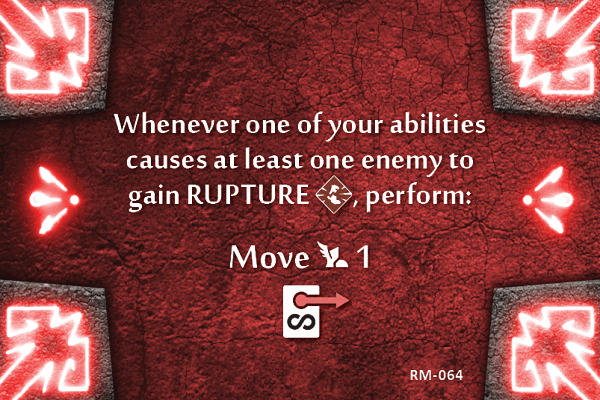 Whenever one of your abilities
causes at least one enemy to
gain RUPTURE , perform:
Move 1
RM-064